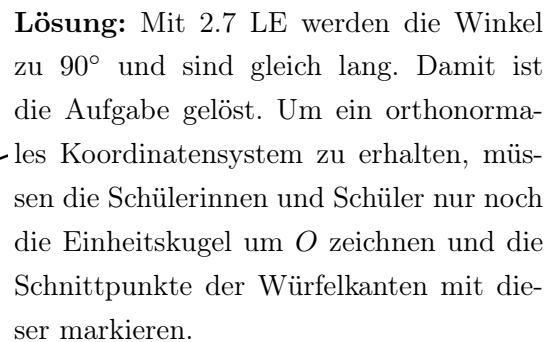 Lösung: Mit 2.7 LE werden die Winkel
zu 90° und sind gleich lang. Damit ist
die Aufgabe gelöst. Um ein orthonorma-
les Koordinatensystem zu erhalten, müs-
sen die Schülerinnen und Schüler nur noch
die Einheitskugel um O zeichnen und die
Schnittpunkte der Würfelkanten mit die-
ser markieren.